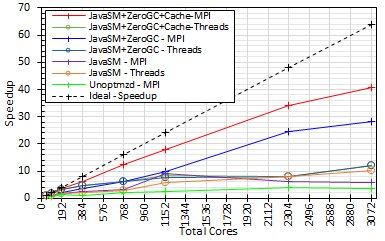 70
60
50
40
30
20
10
0
Speedup
JavaSM+ZeroGC+Cache-MPI
JavaSM+ZeroGC+Cache-Threads
JavaSM+ZeroGC - MPI
JavaSM+ZeroGC - Threads
JavaSM - MPI
JavaSM - Threads
Unoptmzd - MPI
Ideal - Speedup
0 192 384 576 768 960 1152 1344 1536 1728 1920 2112 2304 2496 2688 2880 3072
Total Cores